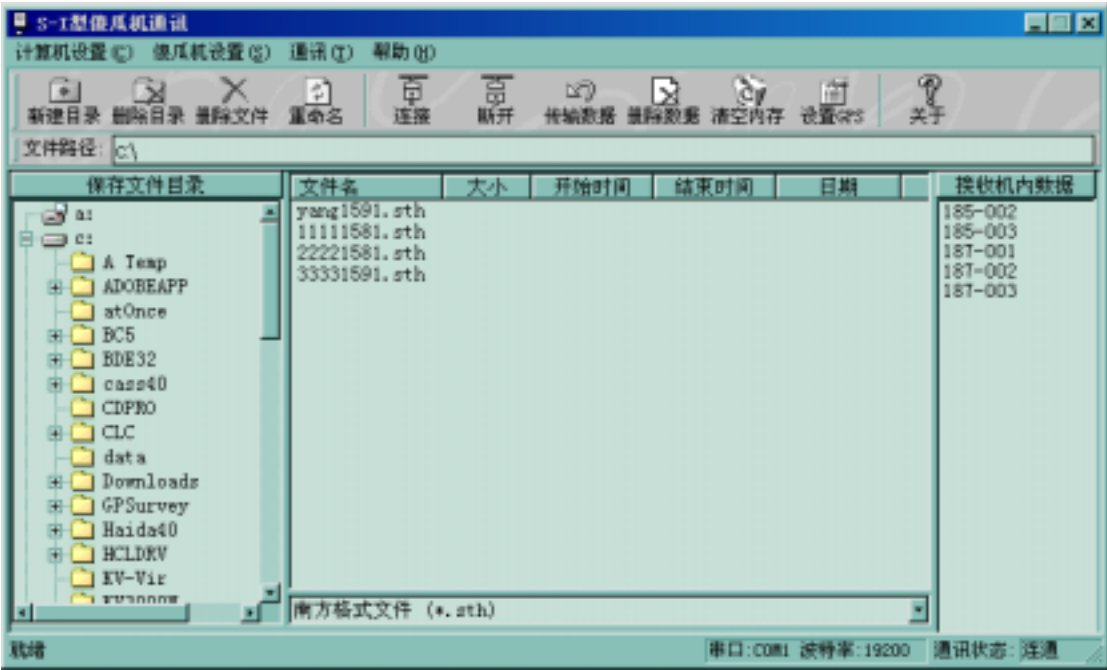 S-I型傻瓜机通讯
计算机设置(C) 傻瓜机设置(S) 通讯(T) 帮助(H)
新建目录 删除目录 删除文件 重命名 连接 断开 传输数据 删除数据 清空内存 设置GPS 关于
文件路径: C:\
保存文件目录 文件名 大小 开始时间 结束时间 日期 接收机内数据
a:
c:
A Temp
ADOBEAPP
atOnce
BC5
BDE32
cass40
CDPRO
CLC
data
Downloads
GPSurvey
Haida40
HCLDRV
KV-Vir
yang1591.sth
11111581.sth
22221581.sth
33331591.sth
南方格式文件 (*.sth)
185-002
185-003
187-001
187-002
187-003
就绪 串口:COM1 波特率:19200 通讯状态: 连通